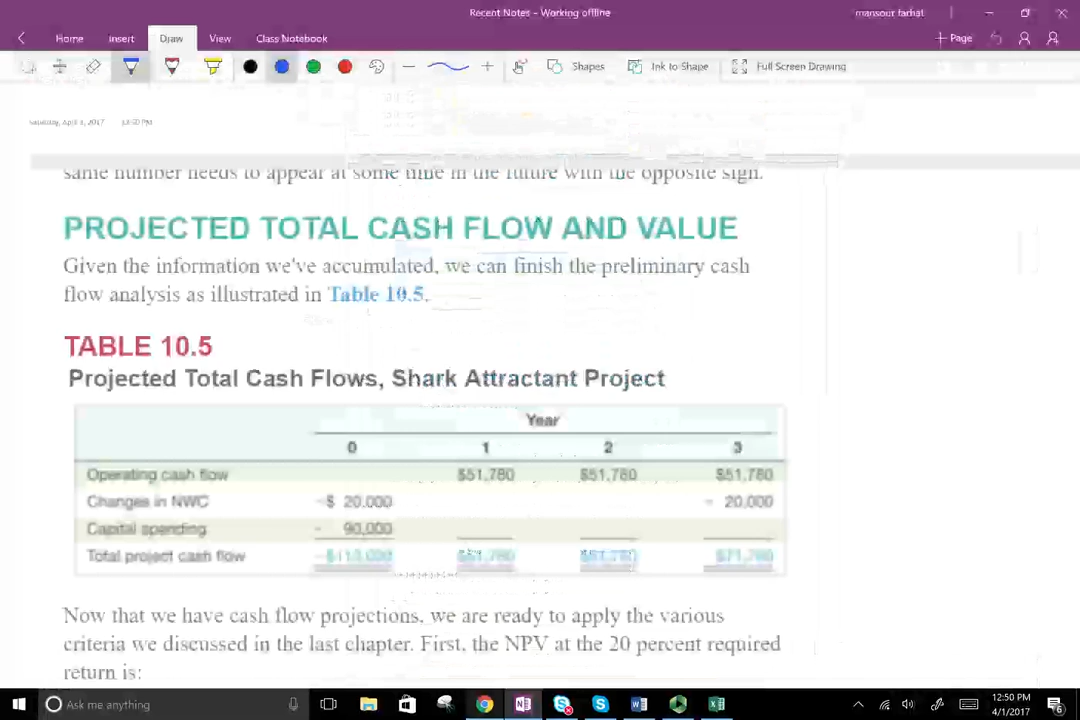 Recent Notes - Working offline
mansour farhat
Home Insert Draw View Class Notebook
Page
Shapes Ink to Shape Full Screen Drawing
Saturday, April 1, 2017 12:50 PM
same number needs to appear at some time in the future with the opposite sign.
PROJECTED TOTAL CASH FLOW AND VALUE
Given the information we've accumulated, we can finish the preliminary cash
flow analysis as illustrated in Table 10.5.
TABLE 10.5
Projected Total Cash Flows, Shark Attractant Project
Year
0 1 2 3
Operating cash flow $51,780 $51,780 $51,780
Changes in NWC -$ 20,000 - 20,000
Capital spending - 90,000
Total project cash flow
Now that we have cash flow projections, we are ready to apply the various
criteria we discussed in the last chapter. First, the NPV at the 20 percent required
return is:
Ask me anything
12:50 PM
4/1/2017